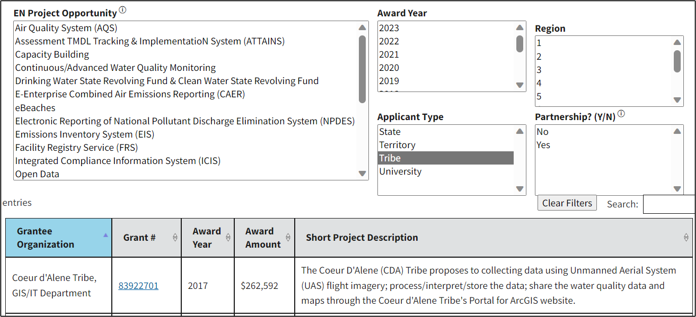 EN Project Opportunity ⓘ
Air Quality System (AQS)
Assessment TMDL Tracking & ImplementatioN System (ATTAINS)
Capacity Building
Continuous/Advanced Water Quality Monitoring
Drinking Water State Revolving Fund & Clean Water State Revolving Fund
E-Enterprise Combined Air Emissions Reporting (CAER)
eBeaches
Electronic Reporting of National Pollutant Discharge Elimination System (NPDES)
Emissions Inventory System (EIS)
Facility Registry Service (FRS)
Integrated Compliance Information System (ICIS)
Open Data
Award Year
2023
2022
2021
2020
2019
Region
1
2
3
4
5
Applicant Type
State
Territory
Tribe
University
Partnership? (Y/N) ⓘ
No
Yes
entries
Clear Filters
Search:
Grantee
Organization
Grant #
Award
Year
Award
Amount
Short Project Description
Coeur d'Alene Tribe,
GIS/IT Department
83922701
2017
$262,592
The Coeur D'Alene (CDA) Tribe proposes to collecting data using Unmanned Aerial System
(UAS) flight imagery; process/interpret/store the data; share the water quality data and
maps through the Coeur d'Alene Tribe's Portal for ArcGIS website.